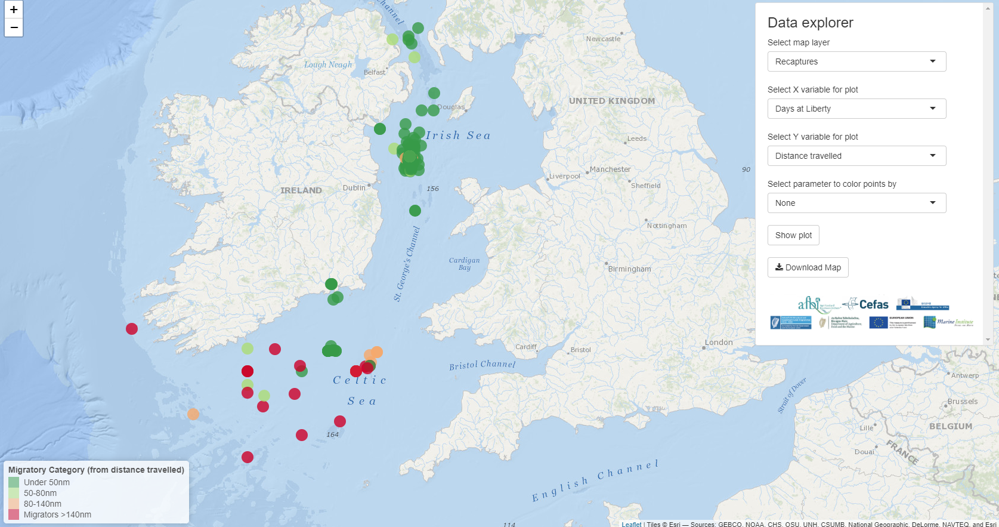 +
−
Channel
Newcastle
Lough Neagh
Belfast
UNITED KINGDOM
Douglas
Irish Sea
Leeds
Manchester
Liverpool
Sheffield
90
IRELAND
Dublin
156
Nottingham
St. George's Channel
Cardigan
Bay
Birmingham
London
Cardiff
Bristol
Bristol Channel
Celtic
Sea
164
Strait of Dover
Antwerp
Brussels
Lille
BELGIUM
Douai
FRANCE
English Channel
114
Data explorer
Select map layer
Recaptures
Select X variable for plot
Days at Liberty
Select Y variable for plot
Distance travelled
Select parameter to color points by
None
Show plot
Download Map
afbi
Cefas
EASME
EUROPEAN UNION
Marine Institute
Migratory Category (from distance travelled)
Under 50nm
50-80nm
80-140nm
Migrators >140nm
Leaflet | Tiles © Esri — Sources: GEBCO, NOAA, CHS, OSU, UNH, CSUMB, National Geographic, DeLorme, NAVTEQ, and Esri